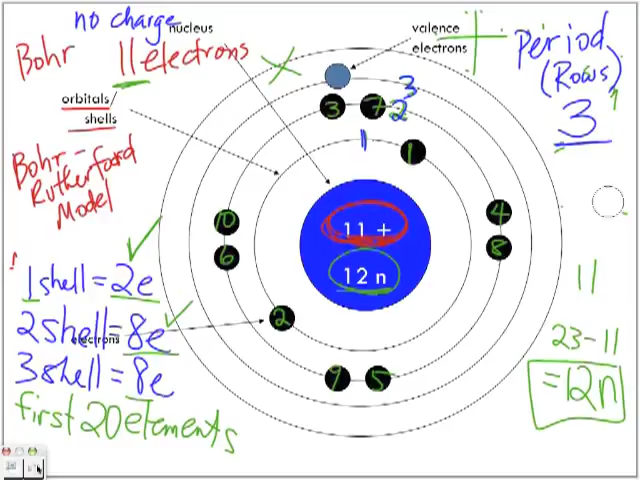 no charge
nucleus
Bohr 11 electrons
valence
electrons
Period
(Rows)
3
orbitals/
shells
Bohr -
Rutherford
Model
3
2
1
3
7
1
10
6
4
8
2
9
5
11 +
12 n
1 shell = 2e
2 shell = 8e
electrons
3 shell = 8e
first 20 elements
11
23-11
=12n